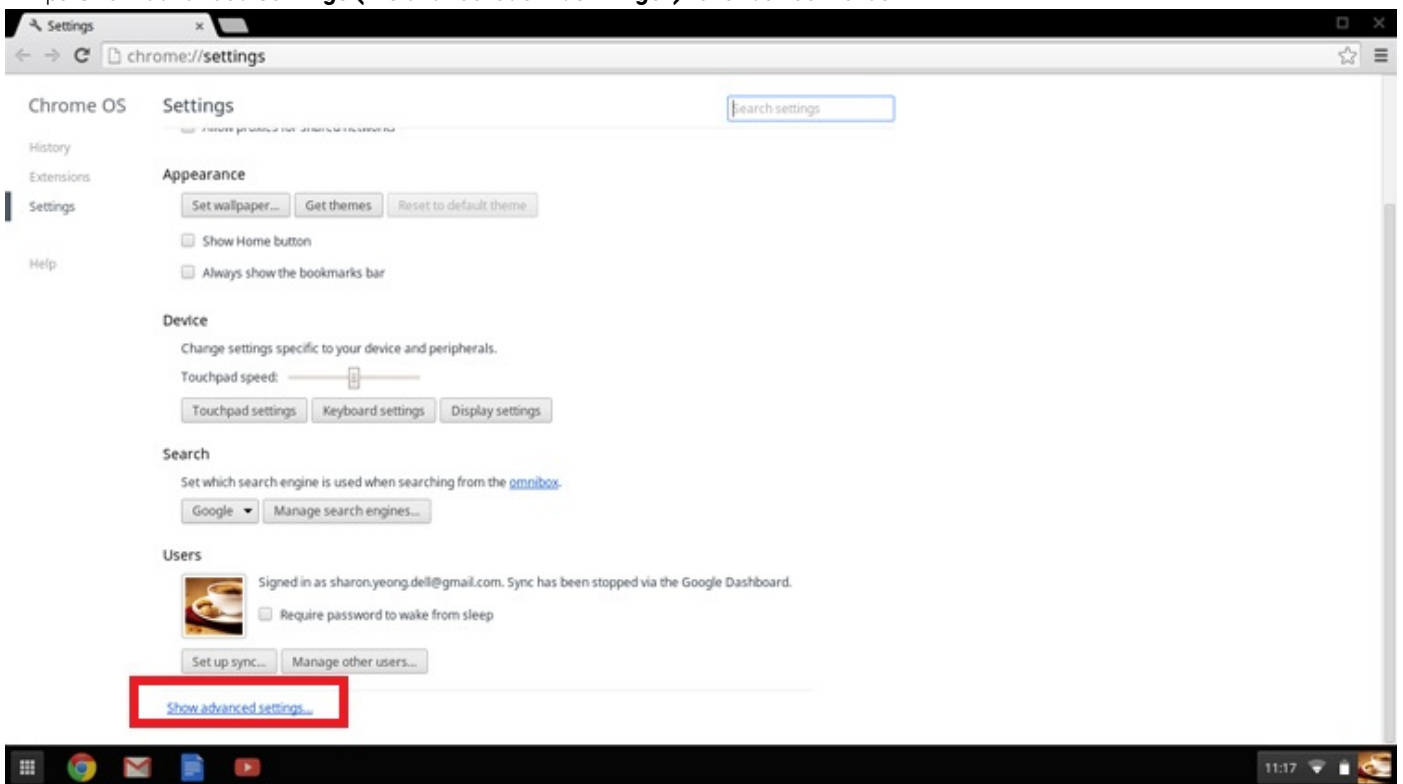 Settings
chrome://settings
Chrome OS
Settings
Search settings
Allow proxies for shared networks
History
Extensions
Settings
Help
Appearance
Set wallpaper... Get themes Reset to default theme
Show Home button
Always show the bookmarks bar
Device
Change settings specific to your device and peripherals.
Touchpad speed:
Touchpad settings Keyboard settings Display settings
Search
Set which search engine is used when searching from the omnibox.
Google Manage search engines...
Users
Signed in as sharon.yeong.dell@gmail.com. Sync has been stopped via the Google Dashboard.
Require password to wake from sleep
Set up sync... Manage other users...
Show advanced settings...
11:17